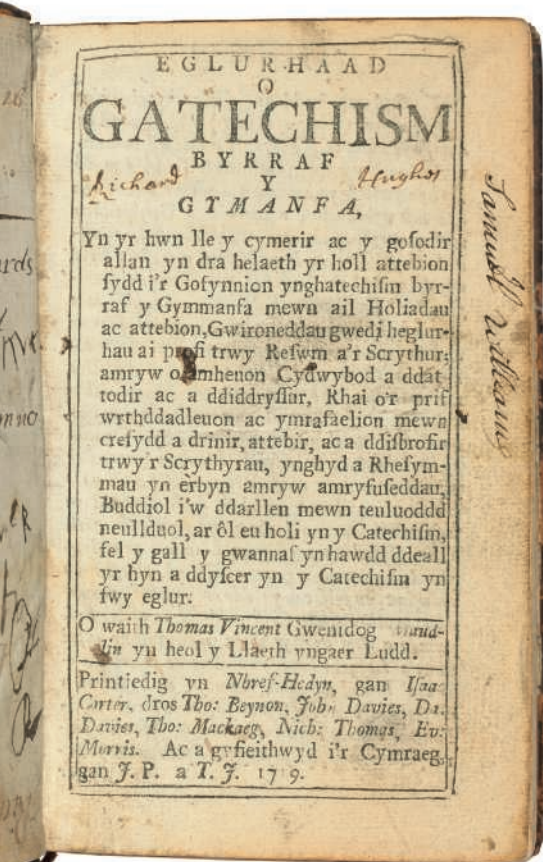 EGLURHAAD
O
GATECHISM
BYRRAF
Y
Richard Hughes
GYMANFA,
Yn yr hwn lle y cymerir ac y goſodir
allan yn dra helaeth yr holl attebion
ſydd i'r Gofynnion ynghatechiſm byr-
raf y Gymmanfa mewn ail Holiadau
ac attebion, Gwironeddau gwedi heglur-
hau ai profi trwy Reſwm a'r Scrythur:
amryw o amheuon Cydwybod a ddat-
todir ac a ddiddryſſir, Rhai o'r prif
wrthddadleuon ac ymrafaelion mewn
creſydd a drinir, attebir, ac a ddiſbrofir
trwy'r Scrythyrau, ynghyd a Rheſym-
mau yn erbyn amryw amryfuſeddau,
Buddiol i'w ddarllen mewn teuluoddd
neullduol, ar ôl eu holi yn y Catechiſm,
fel y gall y gwannaf yn hawdd ddeall
yr hyn a ddyſcer yn y Catechiſm yn
fwy eglur.
O waith Thomas Vincent Gwenidog
yn heol y Llaeth yngaer Ludd.
Printiedig yn Nhref-Hedyn, gan Iſaac
Carter, dros Tho: Beynon, John Davies, Da.
Davies, Tho: Mackaeg, Nich: Thomas, Ev:
Morris. Ac a gyfieithwyd i'r Cymraeg,
gan J. P. a T. J. 1719.
Samuel Williams